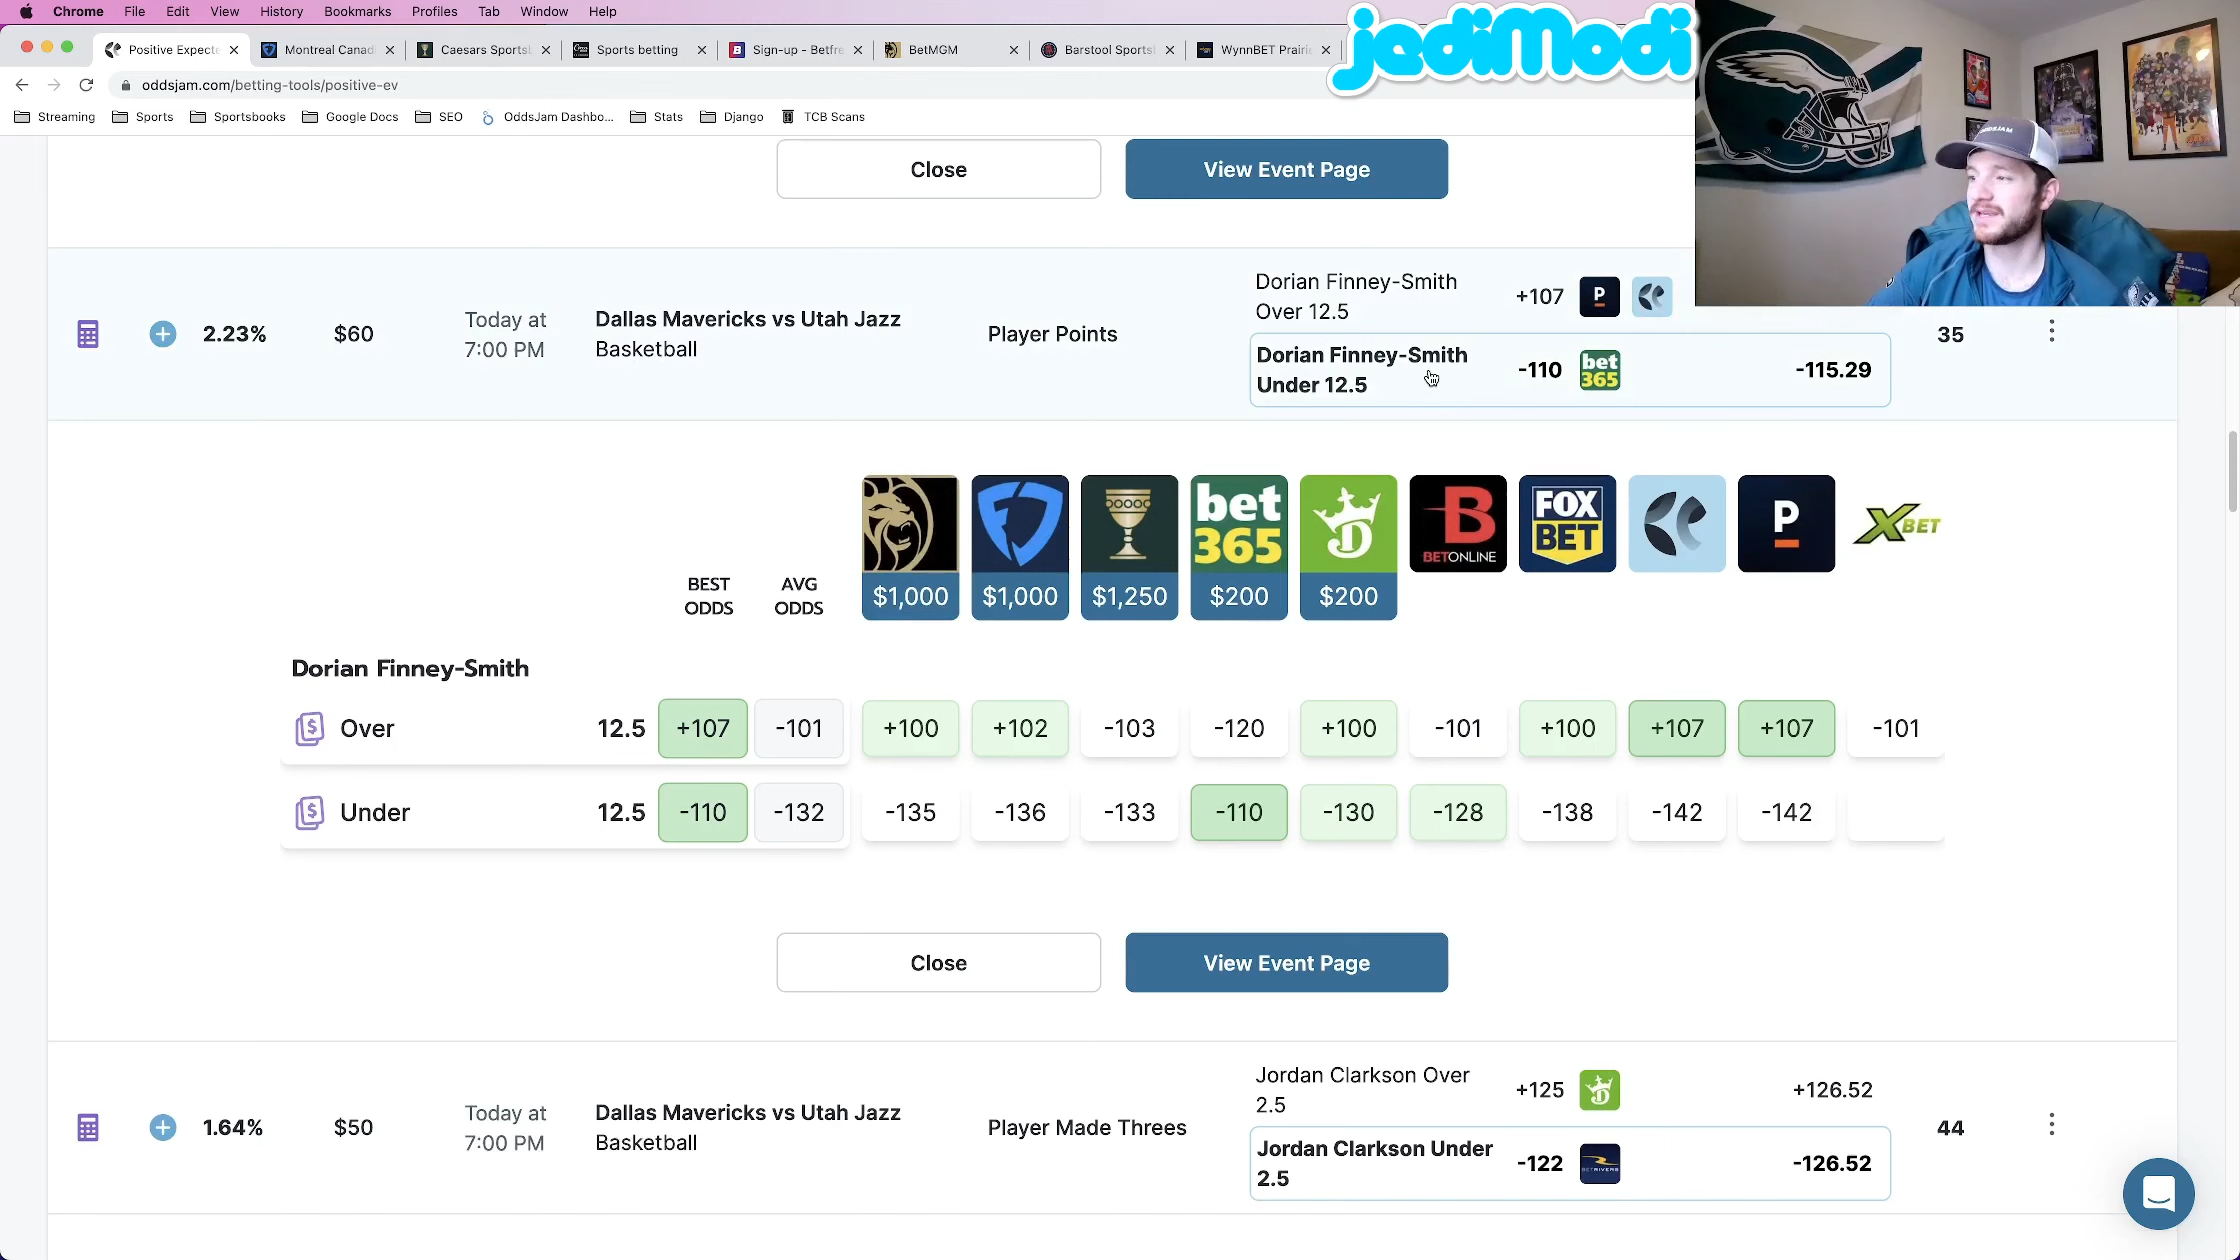 Chrome File Edit View History Bookmarks Profiles Tab Window Help
Positive Expecte Montreal Canadi Caesars Sportsb Sports betting Sign-up - Betfre BetMGM Barstool Sportsb WynnBET Prairi
oddsjam.com/betting-tools/positive-ev
Streaming Sports Sportsbooks Google Docs SEO OddsJam Dashbo... Stats Django TCB Scans
jediModi
Close View Event Page
2.23% $60 Today at
7:00 PM
Dallas Mavericks vs Utah Jazz
Basketball
Player Points
Dorian Finney-Smith
Over 12.5
+107 P
Dorian Finney-Smith
Under 12.5
-110 bet
365
-115.29
35
BEST
ODDS
AVG
ODDS
$1,000
$1,000
$1,250
bet
365
$200
$200
B
BETONLINE
FOX
BET
P
XBET
Dorian Finney-Smith
Over 12.5 +107 -101 +100 +102 -103 -120 +100 -101 +100 +107 +107 -101
Under 12.5 -110 -132 -135 -136 -133 -110 -130 -128 -138 -142 -142
Close View Event Page
1.64% $50 Today at
7:00 PM
Dallas Mavericks vs Utah Jazz
Basketball
Player Made Threes
Jordan Clarkson Over
2.5
+125 +126.52
Jordan Clarkson Under
2.5
-122 BETRIVERS -126.52
44